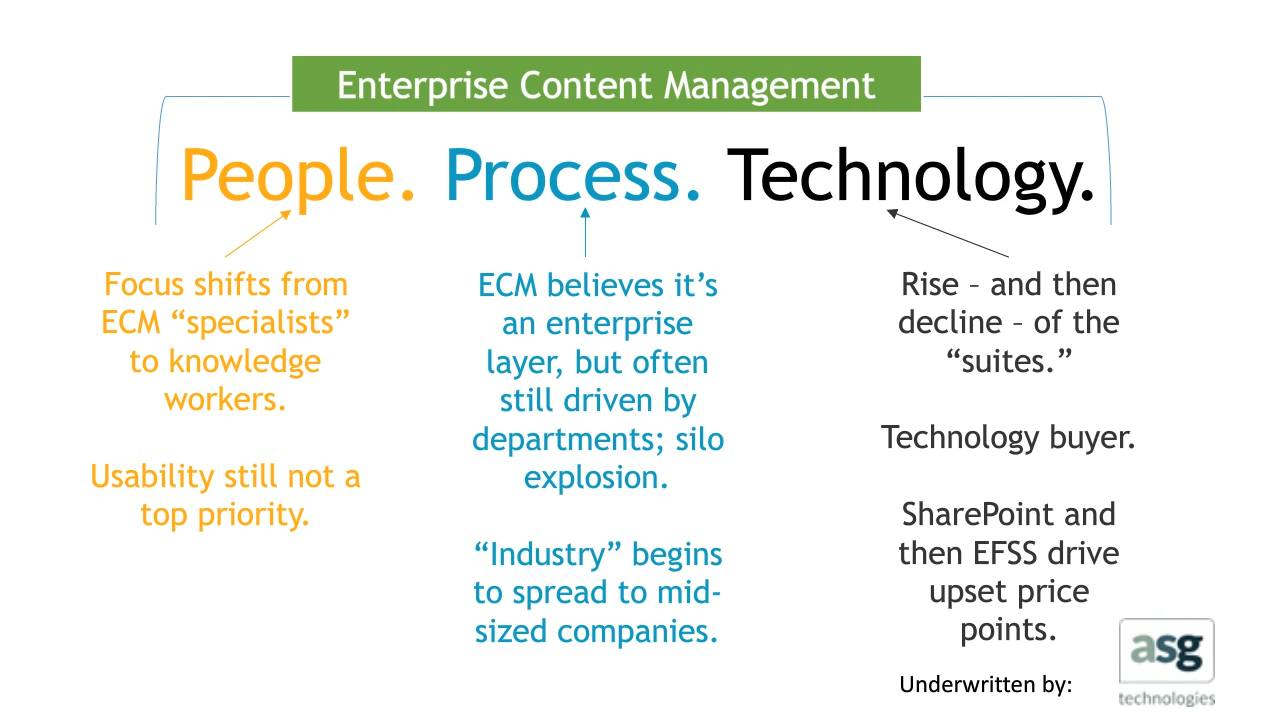 Enterprise Content Management
People. Process. Technology.
Focus shifts from
ECM “specialists”
to knowledge
workers.
Usability still not a
top priority.
ECM believes it’s
an enterprise
layer, but often
still driven by
departments; silo
explosion.
“Industry” begins
to spread to mid-
sized companies.
Rise – and then
decline – of the
“suites.”
Technology buyer.
SharePoint and
then EFSS drive
upset price
points.
Underwritten by:
asg
technologies